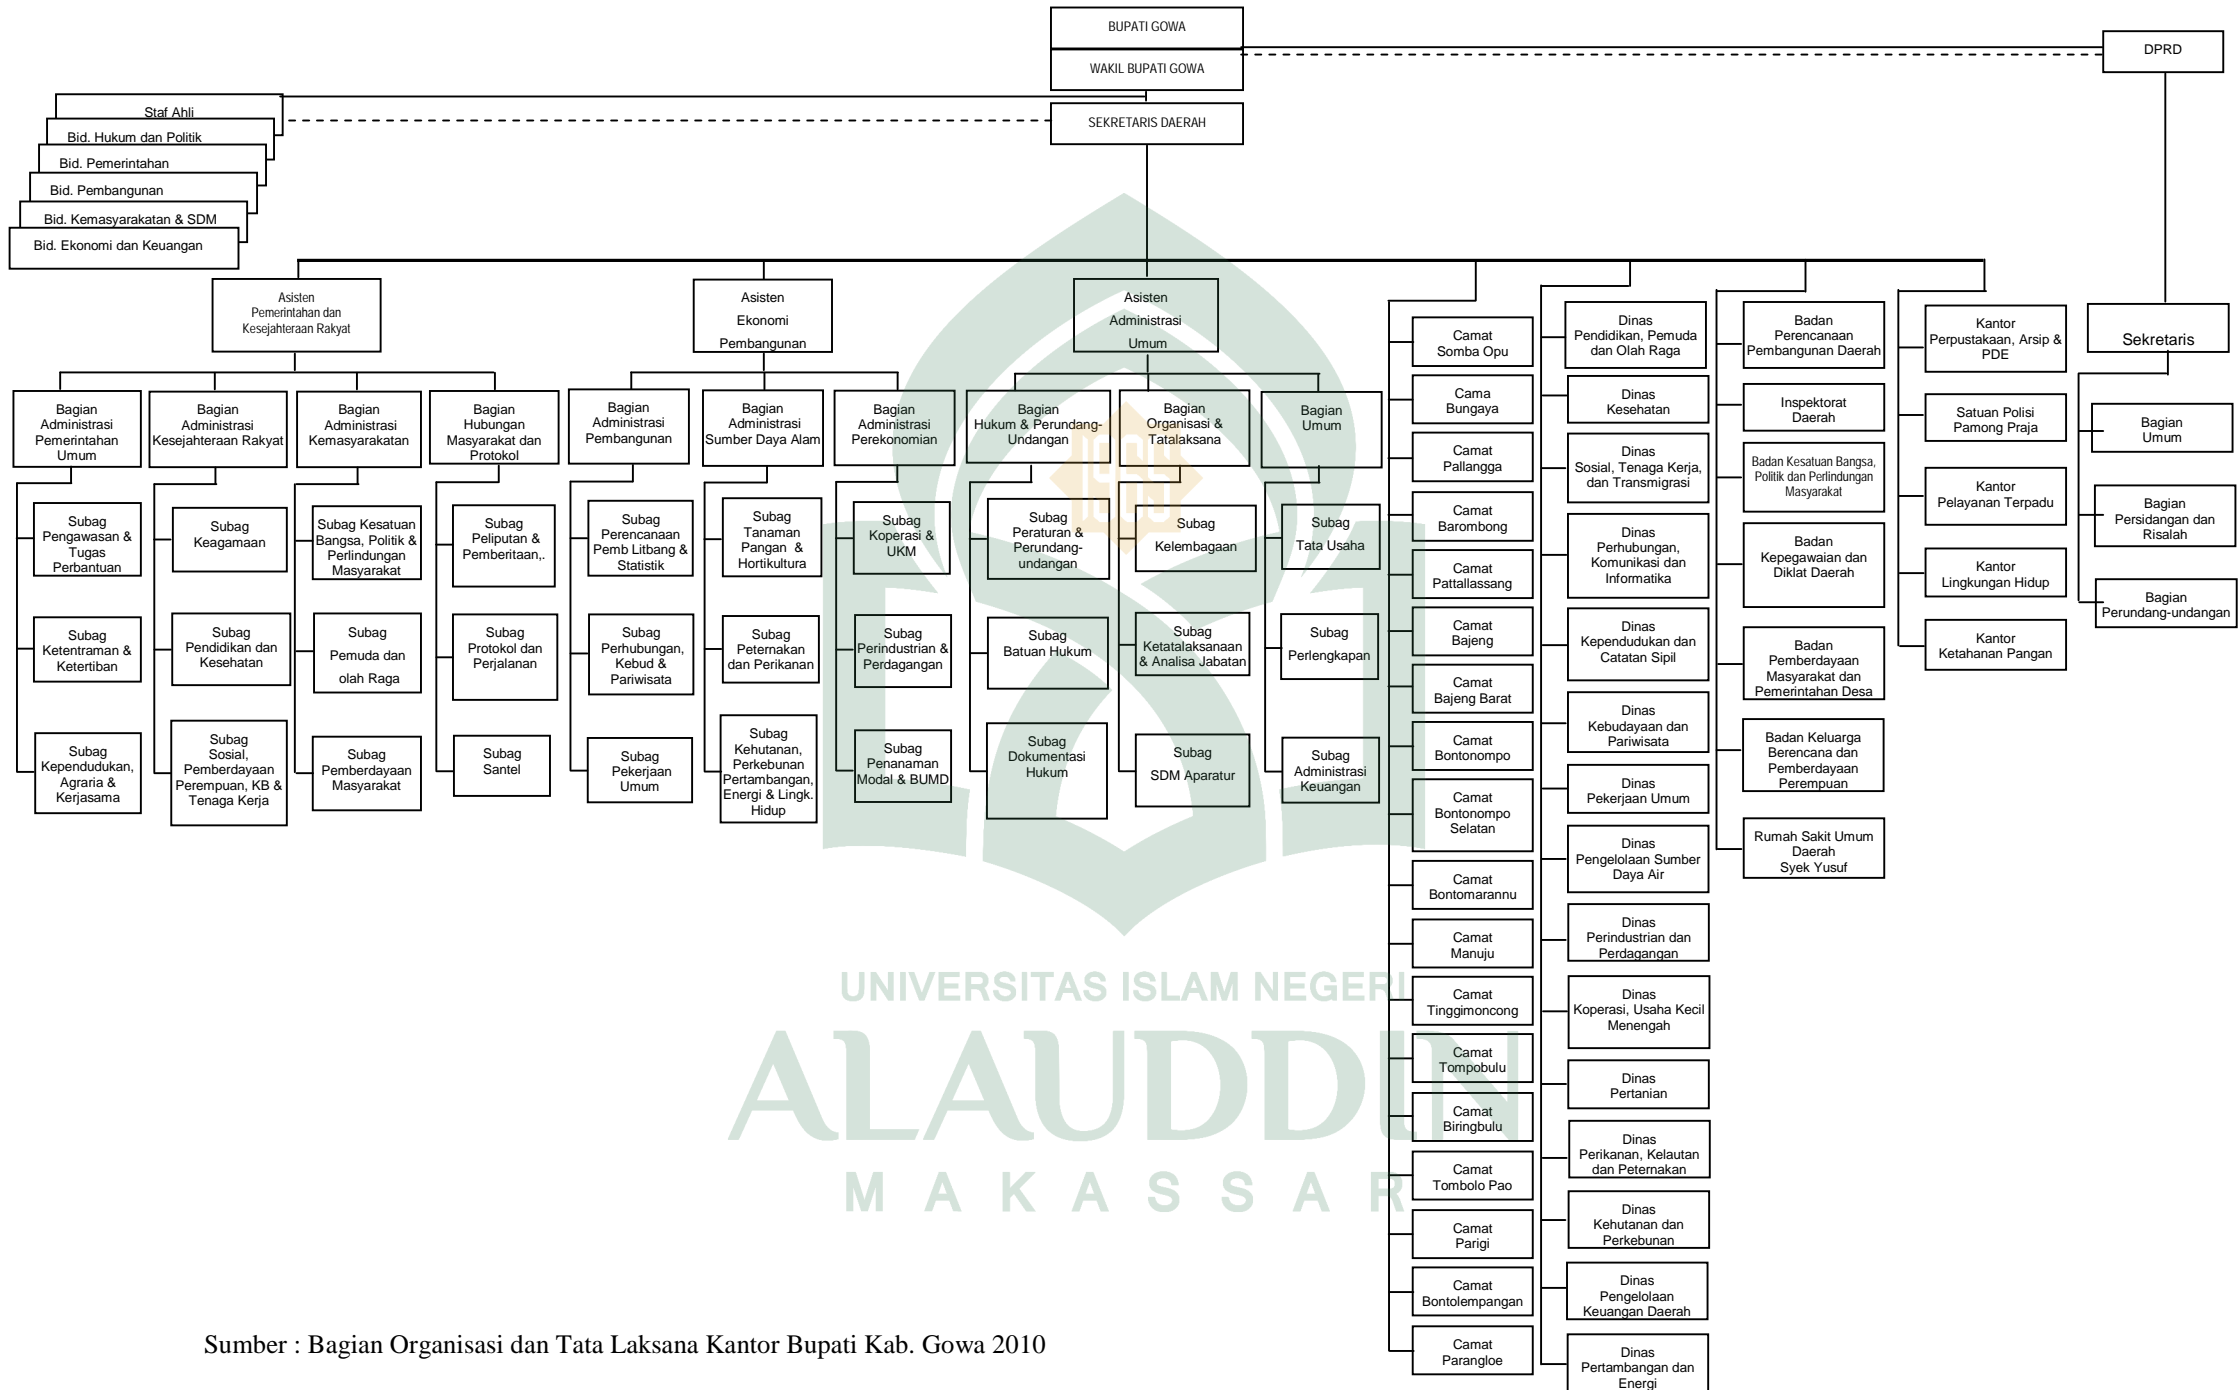 BUPATI GOWA
WAKIL BUPATI GOWA
DPRD
SEKRETARIS DAERAH
Staf Ahli
Bid. Hukum dan Politik
Bid. Pemerintahan
Bid. Pembangunan
Bid. Kemasyarakatan & SDM
Bid. Ekonomi dan Keuangan
Asisten
Pemerintahan dan
Kesejahteraan Rakyat
Asisten
Ekonomi
Pembangunan
Asisten
Administrasi
Umum
Bagian
Administrasi
Pemerintahan
Umum
Bagian
Administrasi
Kesejahteraan Rakyat
Bagian
Administrasi
Kemasyarakatan
Bagian
Hubungan
Masyarakat dan
Protokol
Bagian
Administrasi
Pembangunan
Bagian
Administrasi
Sumber Daya Alam
Bagian
Administrasi
Perekonomian
Bagian
Hukum & Perundang-
Undangan
Bagian
Organisasi &
Tatalaksana
Bagian
Umum
Subag
Pengawasan &
Tugas
Perbantuan
Subag
Ketentraman &
Ketertiban
Subag
Kependudukan,
Agraria &
Kerjasama
Subag
Keagamaan
Subag
Pendidikan dan
Kesehatan
Subag
Sosial,
Pemberdayaan
Perempuan, KB &
Tenaga Kerja
Subag Kesatuan
Bangsa, Politik &
Perlindungan
Masyarakat
Subag
Pemuda dan
olah Raga
Subag
Pemberdayaan
Masyarakat
Subag
Peliputan &
Pemberitaan,.
Subag
Protokol dan
Perjalanan
Subag
Santel
Subag
Perencanaan
Pemb Litbang &
Statistik
Subag
Perhubungan,
Kebud &
Pariwisata
Subag
Pekerjaan
Umum
Subag
Tanaman
Pangan &
Hortikultura
Subag
Peternakan
dan Perikanan
Subag
Kehutanan,
Perkebunan
Pertambangan,
Energi & Lingk.
Hidup
Subag
Koperasi &
UKM
Subag
Perindustrian &
Perdagangan
Subag
Penanaman
Modal & BUMD
Subag
Peraturan &
Perundang-
undangan
Subag
Batuan Hukum
Subag
Dokumentasi
Hukum
Subag
Kelembagaan
Subag
Ketatalaksanaan
& Analisa Jabatan
Subag
SDM Aparatur
Subag
Tata Usaha
Subag
Perlengkapan
Subag
Administrasi
Keuangan
Camat
Somba Opu
Cama
Bungaya
Camat
Pallangga
Camat
Barombong
Camat
Pattallassang
Camat
Bajeng
Camat
Bajeng Barat
Camat
Bontonompo
Camat
Bontonompo
Selatan
Camat
Bontomarannu
Camat
Manuju
Camat
Tinggimoncong
Camat
Tompobulu
Camat
Biringbulu
Camat
Tombolo Pao
Camat
Parigi
Camat
Bontolempangan
Camat
Parangloe
Dinas
Pendidikan, Pemuda
dan Olah Raga
Dinas
Kesehatan
Dinas
Sosial, Tenaga Kerja,
dan Transmigrasi
Dinas
Perhubungan,
Komunikasi dan
Informatika
Dinas
Kependudukan dan
Catatan Sipil
Dinas
Kebudayaan dan
Pariwisata
Dinas
Pekerjaan Umum
Dinas
Pengelolaan Sumber
Daya Air
Dinas
Perindustrian dan
Perdagangan
Dinas
Koperasi, Usaha Kecil
Menengah
Dinas
Pertanian
Dinas
Perikanan, Kelautan
dan Peternakan
Dinas
Kehutanan dan
Perkebunan
Dinas
Pengelolaan
Keuangan Daerah
Dinas
Pertambangan dan
Energi
Badan
Perencanaan
Pembangunan Daerah
Inspektorat
Daerah
Badan Kesatuan Bangsa,
Politik dan Perlindungan
Masyarakat
Badan
Kepegawaian dan
Diklat Daerah
Badan
Pemberdayaan
Masyarakat dan
Pemerintahan Desa
Badan Keluarga
Berencana dan
Pemberdayaan
Perempuan
Rumah Sakit Umum
Daerah
Syek Yusuf
Kantor
Perpustakaan, Arsip &
PDE
Satuan Polisi
Pamong Praja
Kantor
Pelayanan Terpadu
Kantor
Lingkungan Hidup
Kantor
Ketahanan Pangan
Sekretaris
Bagian
Umum
Bagian
Persidangan dan
Risalah
Bagian
Perundang-undangan
UNIVERSITAS ISLAM NEGERI
ALAUDDIN
MAKASSAR
Sumber : Bagian Organisasi dan Tata Laksana Kantor Bupati Kab. Gowa 2010